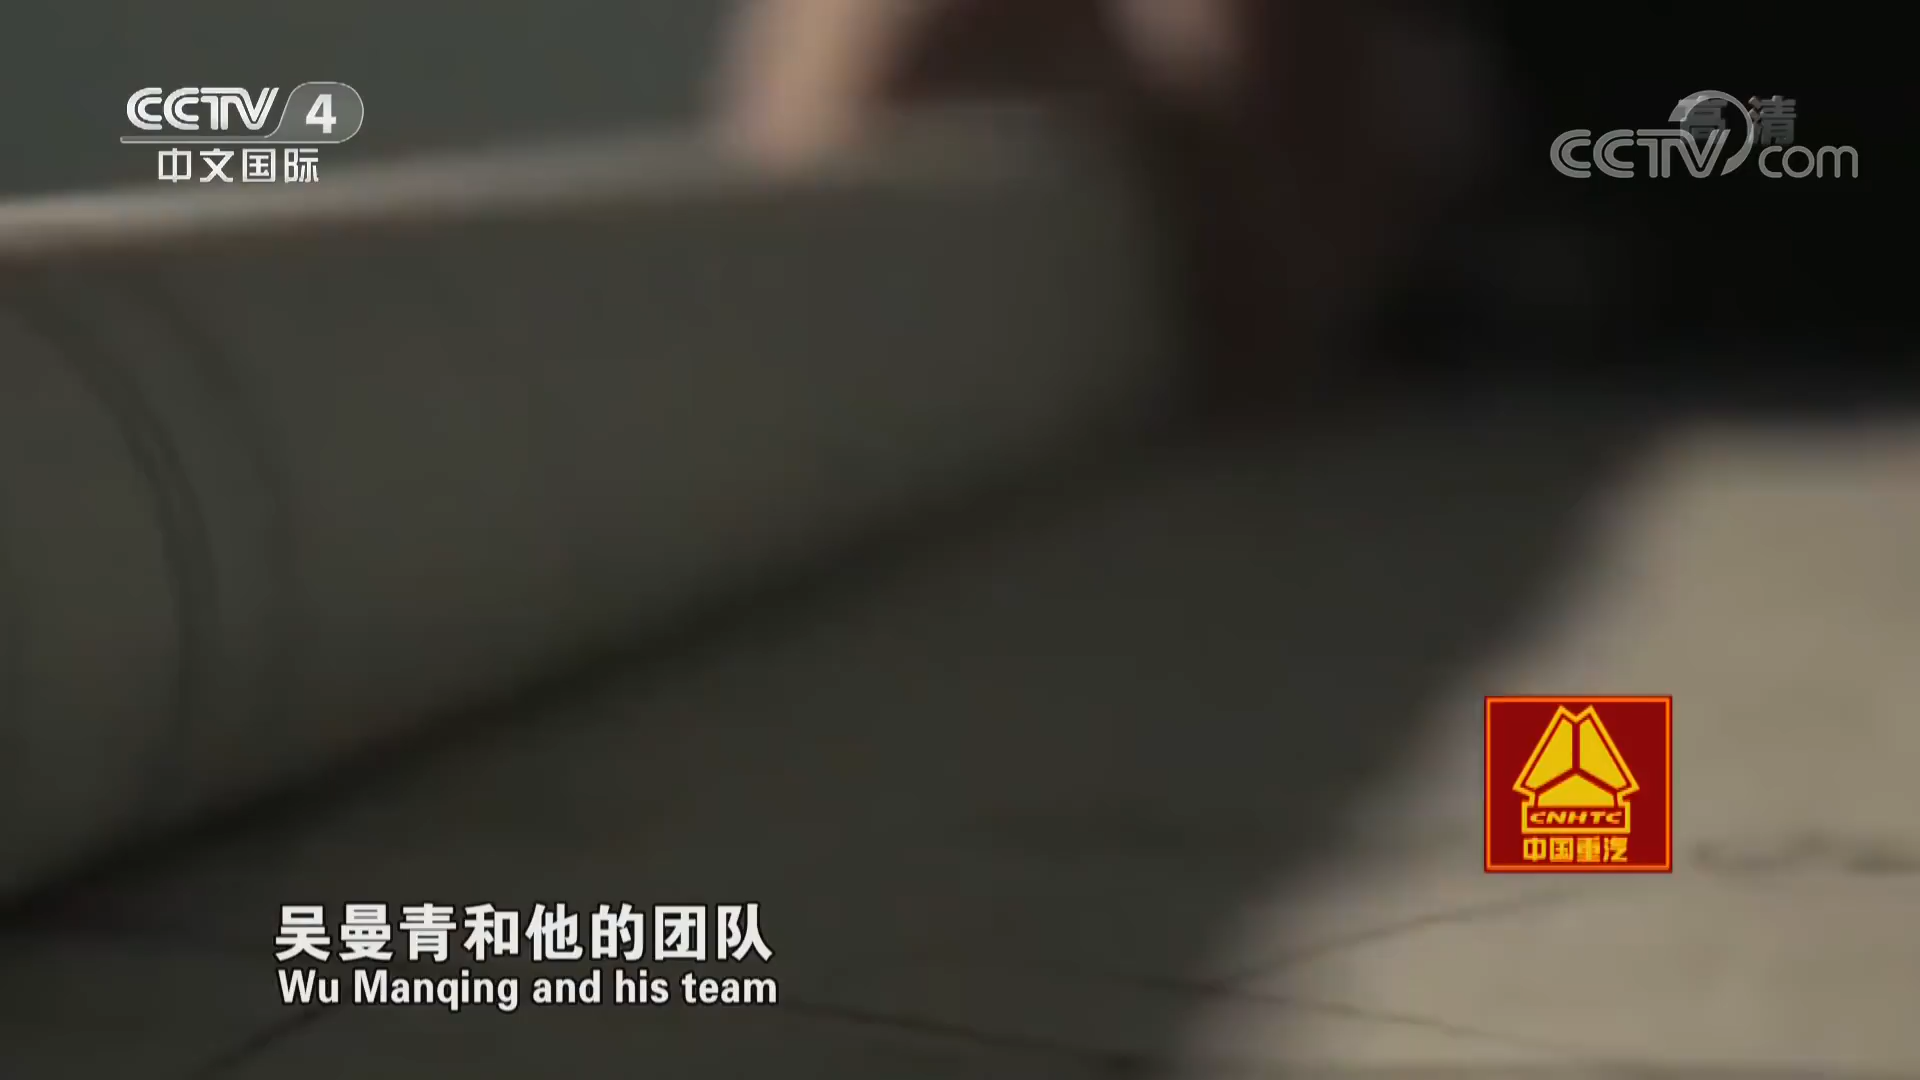 CCTV 4
中文国际
高清
CCTV.com
CNHTC
中国重汽
吴曼青和他的团队
Wu Manqing and his team